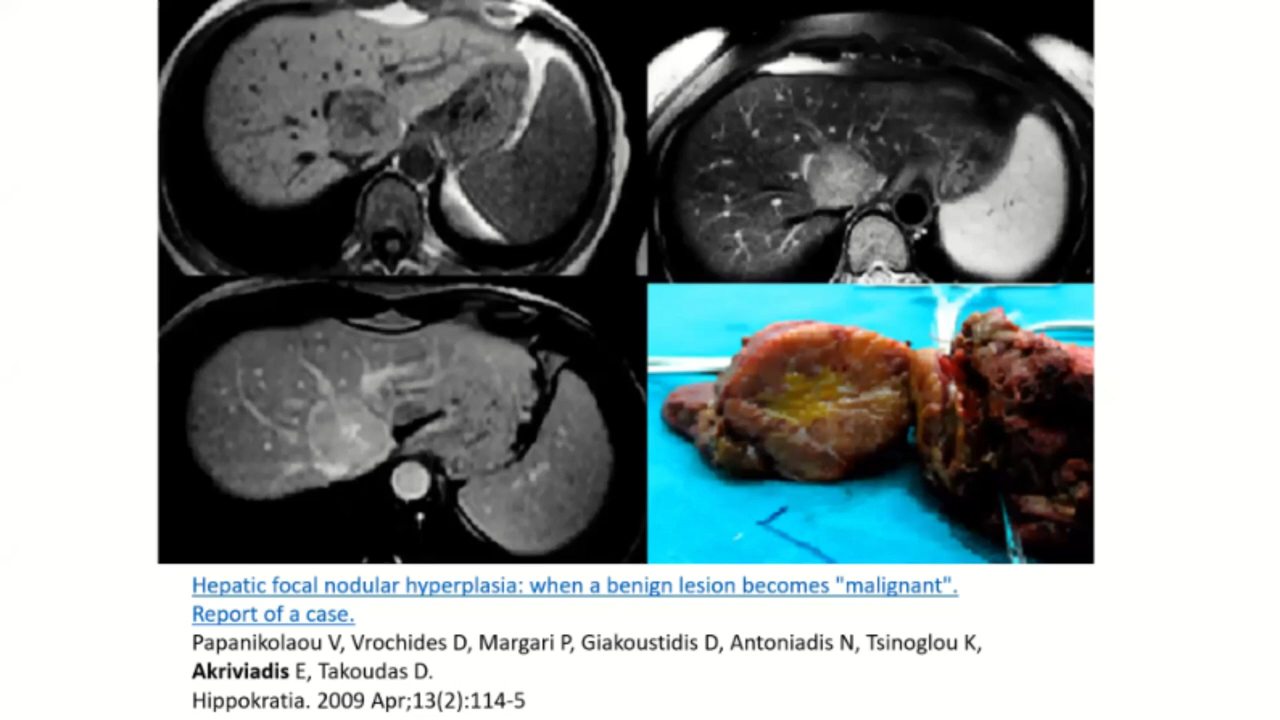 Hepatic focal nodular hyperplasia: when a benign lesion becomes "malignant".
Report of a case.
Papanikolaou V, Vrochides D, Margari P, Giakoustidis D, Antoniadis N, Tsinoglou K,
Akriviadis E, Takoudas D.
Hippokratia. 2009 Apr;13(2):114-5